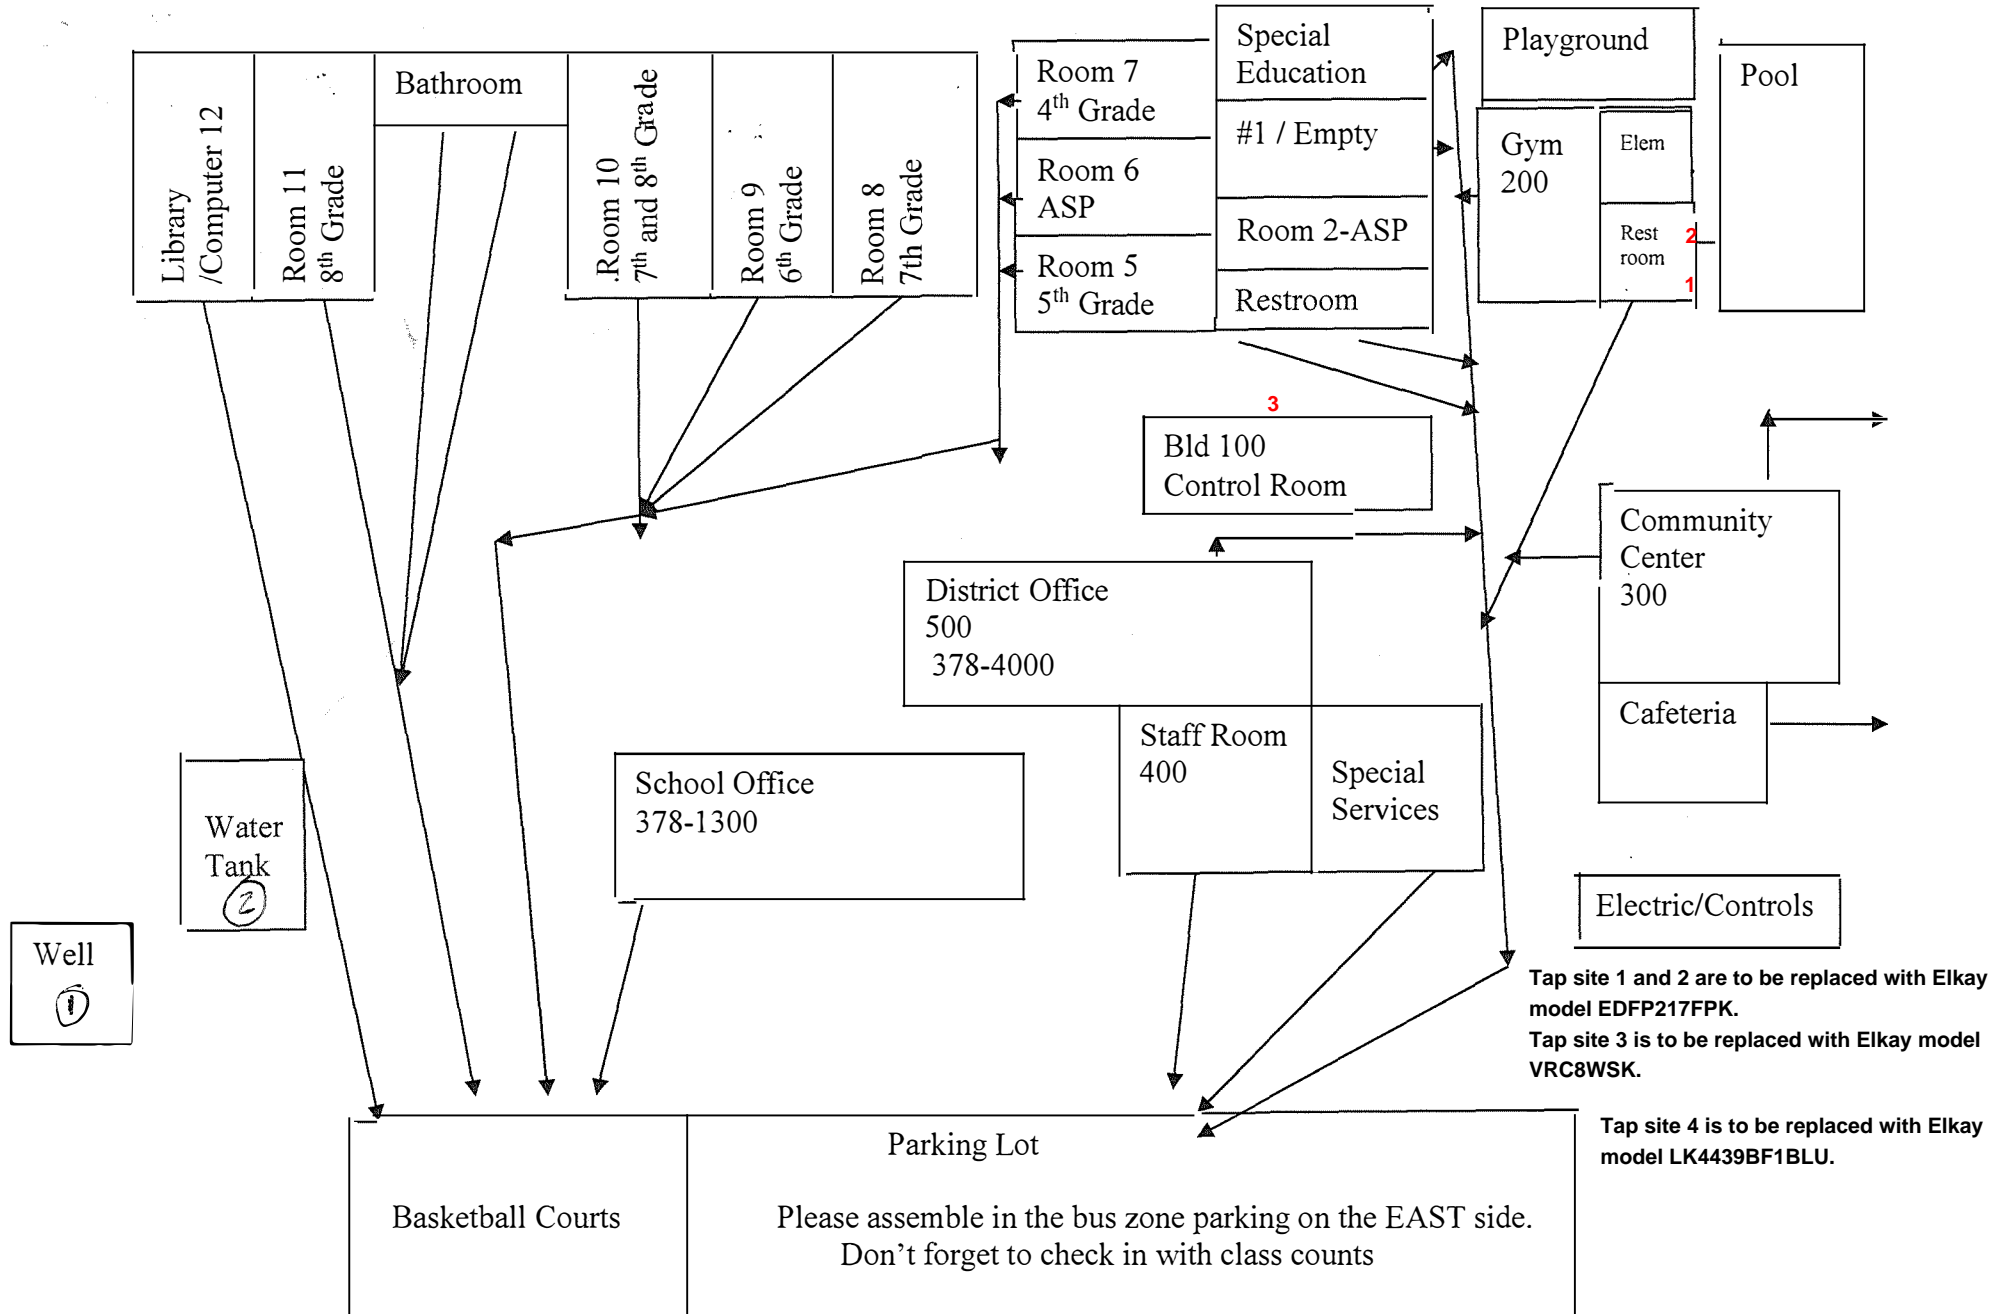 Library
/Computer 12
Room 11
8th Grade
Bathroom
.Room 10
7th and 8th Grade
Room 9
6th Grade
Room 8
7th Grade
Room 7
4th Grade
Room 6
ASP
Room 5
5th Grade
Special
Education
#1 / Empty
Room 2-ASP
Restroom
Playground
Gym
200
Elem
Rest
room
2
1
Pool
3
Bld 100
Control Room
Community
Center
300
Cafeteria
District Office
500
378-4000
Staff Room
400
Special
Services
School Office
378-1300
Water
Tank
2
Well
1
Electric/Controls
Tap site 1 and 2 are to be replaced with Elkay
model EDFP217FPK.
Tap site 3 is to be replaced with Elkay model
VRC8WSK.
Tap site 4 is to be replaced with Elkay
model LK4439BF1BLU.
Parking Lot
Basketball Courts
Please assemble in the bus zone parking on the EAST side.
Don’t forget to check in with class counts